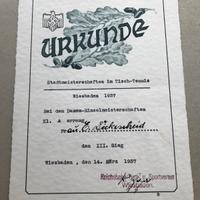 URKUNDE
Stadtmeisterschaften im Tisch-Tennis
Wiesbaden 1937
Bei den Damen-Einzelmeisterschaften
Kl. A errang
den III. Sieg
Wiesbaden, den 14. März 1937
Wiesbaden.